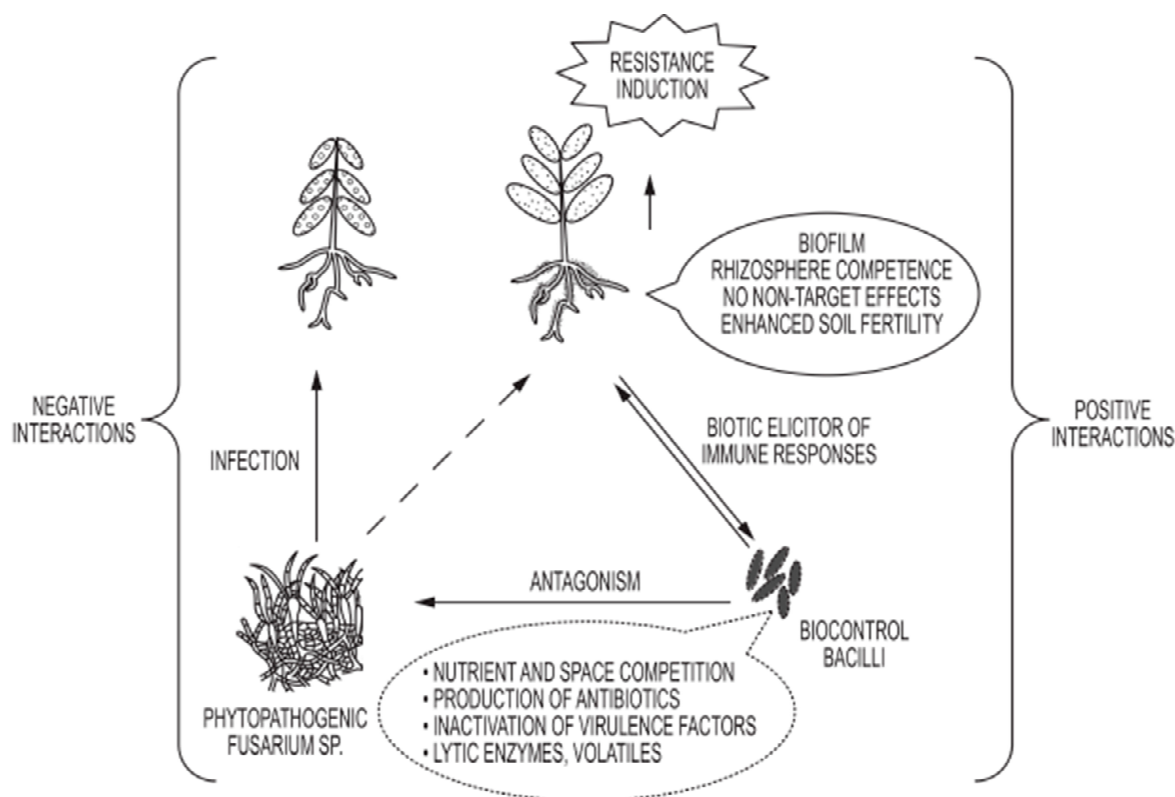 RESISTANCE
INDUCTION
BIOFILM
RHIZOSPHERE COMPETENCE
NO NON-TARGET EFFECTS
ENHANCED SOIL FERTILITY
NEGATIVE
INTERACTIONS
POSITIVE
INTERACTIONS
INFECTION
BIOTIC ELICITOR OF
IMMUNE RESPONSES
ANTAGONISM
BIOCONTROL
BACILLI
• NUTRIENT AND SPACE COMPETITION
• PRODUCTION OF ANTIBIOTICS
• INACTIVATION OF VIRULENCE FACTORS
• LYTIC ENZYMES, VOLATILES
PHYTOPATHOGENIC
FUSARIUM SP.